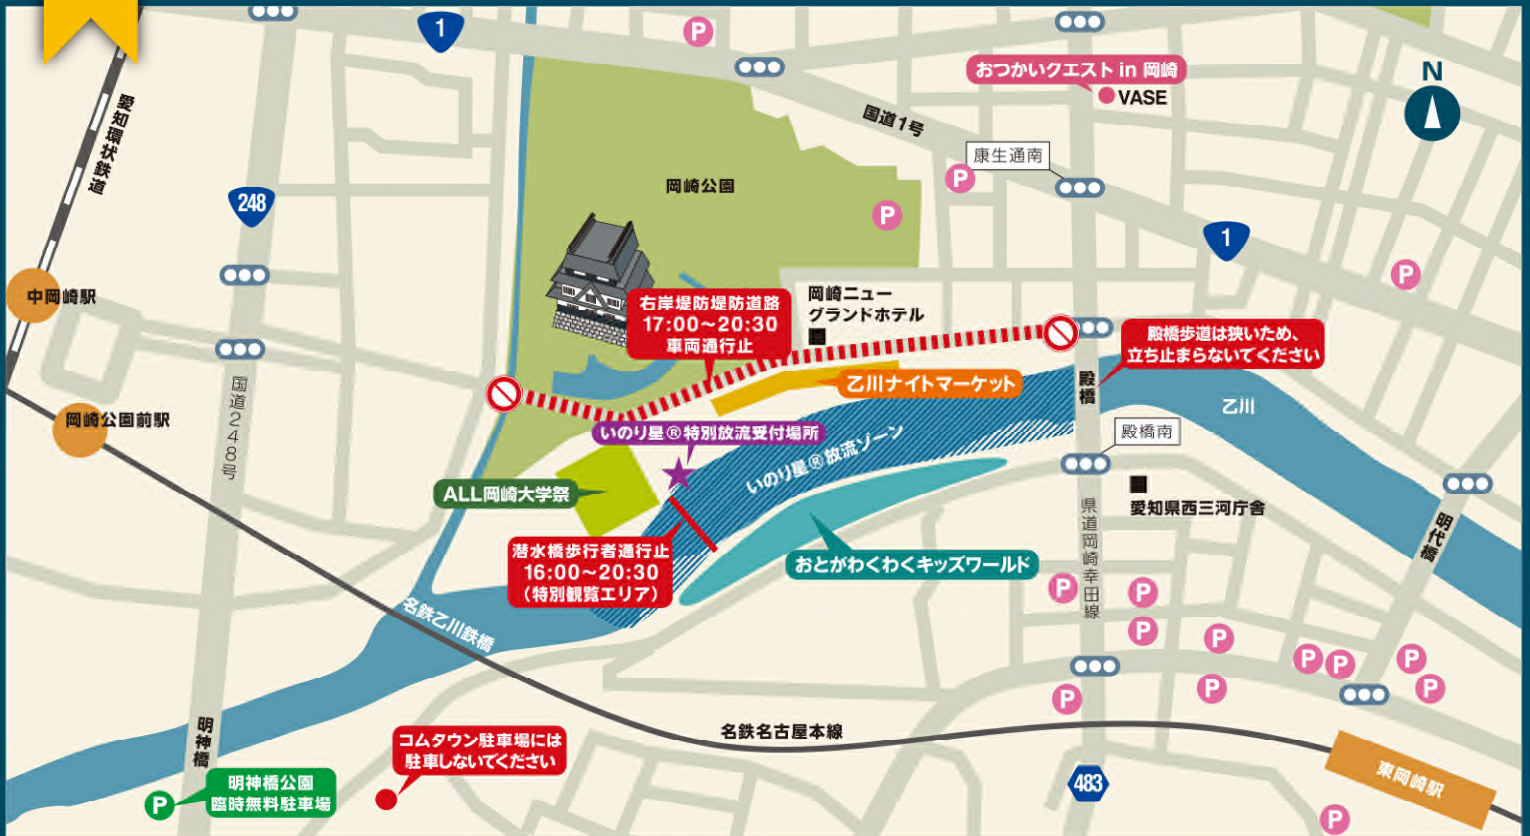 1
P
おつかいクエスト in 岡崎
VASE
N
愛知環状鉄道
国道1号
康生通南
P
岡崎公園
248
P
1
P
中岡崎駅
岡崎ニュー
グランドホテル
右岸堤防堤防道路
17:00～20:30
車両通行止
殿橋歩道は狭いため、
立ち止まらないでください
国道248号
殿橋
乙川ナイトマーケット
乙川
岡崎公園前駅
いのり星®特別放流受付場所
殿橋南
いのり星®放流ゾーン
ALL岡崎大学祭
愛知県西三河庁舎
県道岡崎幸田線
明代橋
潜水橋歩行者通行止
16:00～20:30
（特別観覧エリア）
おとがわくわくキッズワールド
P
P
P
P
P
P
P
P
P
P
名鉄乙川鉄橋
名鉄名古屋本線
明神橋
コムタウン駐車場には
駐車しないでください
483
東岡崎駅
P
明神橋公園
臨時無料駐車場
P